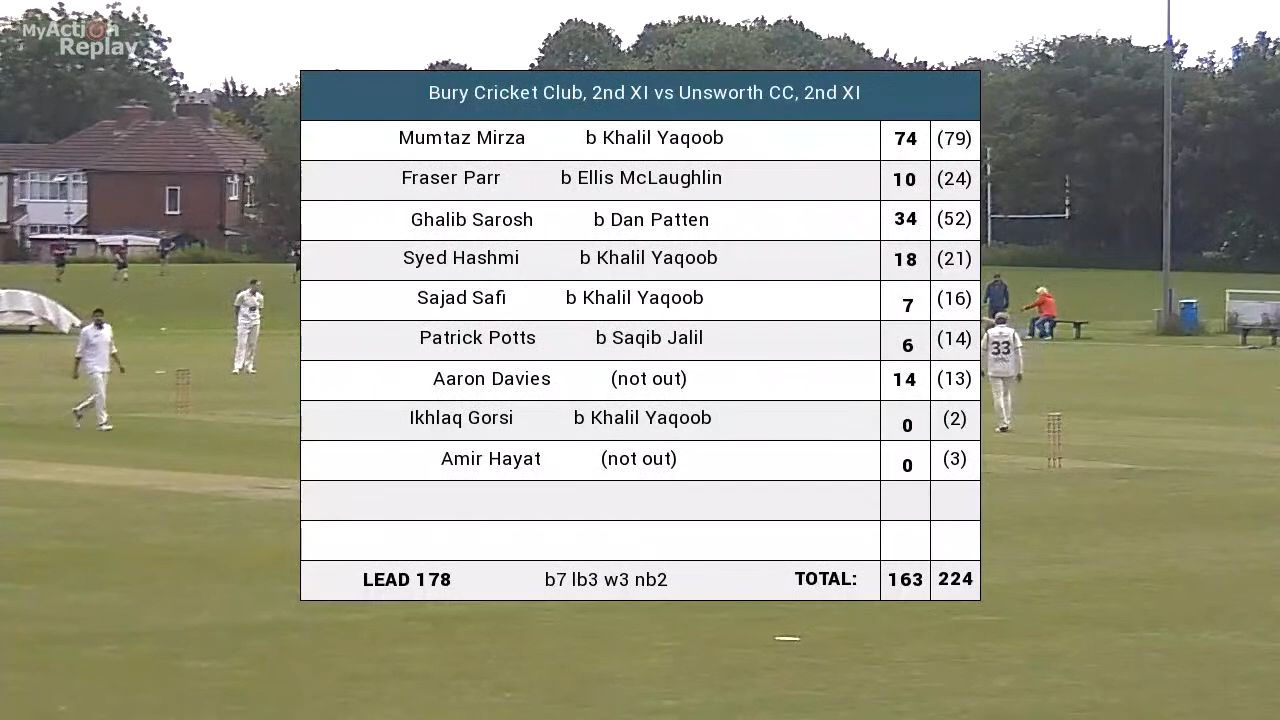 MyAction
Replay
Bury Cricket Club, 2nd XI vs Unsworth CC, 2nd XI
Mumtaz Mirza b Khalil Yaqoob 74 (79)
Fraser Parr b Ellis McLaughlin 10 (24)
Ghalib Sarosh b Dan Patten 34 (52)
Syed Hashmi b Khalil Yaqoob 18 (21)
Sajad Safi b Khalil Yaqoob 7 (16)
Patrick Potts b Saqib Jalil 6 (14)
Aaron Davies (not out) 14 (13)
Ikhlaq Gorsi b Khalil Yaqoob 0 (2)
Amir Hayat (not out) 0 (3)
LEAD 178 b7 lb3 w3 nb2 TOTAL: 163 224
33